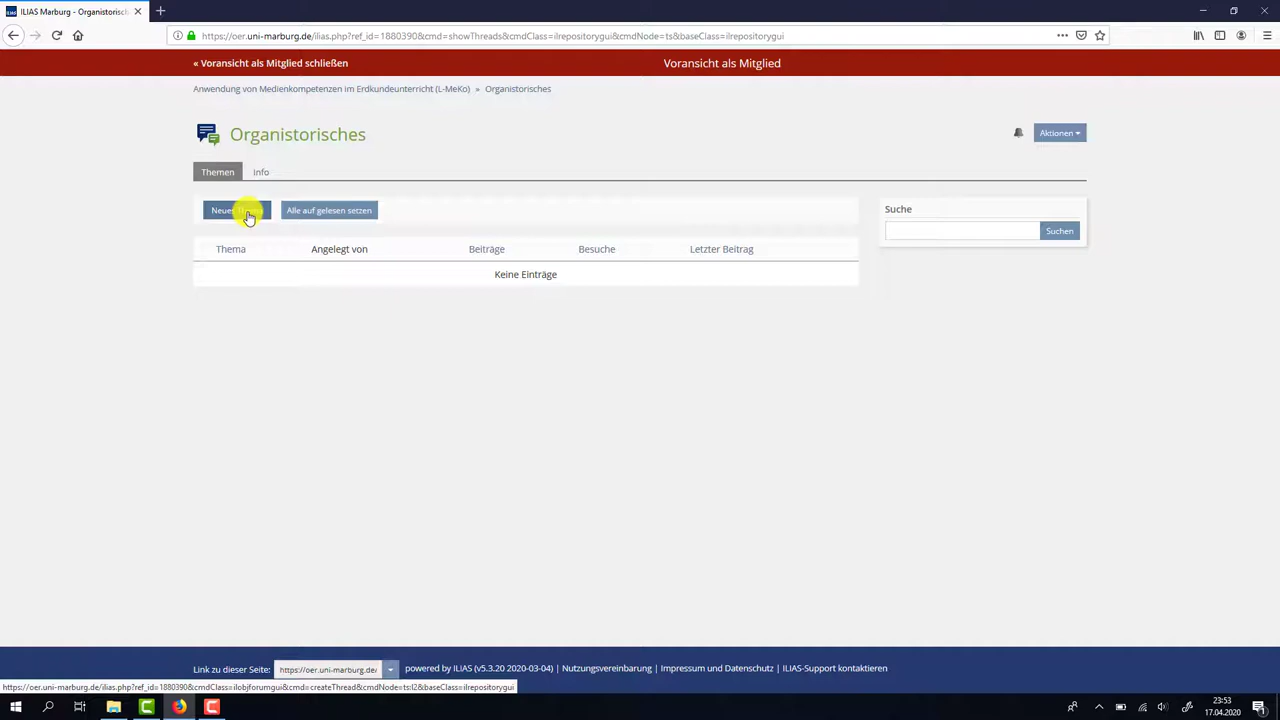 ILIAS Marburg - Organistorisch
https://oer.uni-marburg.de/ilias.php?ref_id=1880390&cmd=showThreads&cmdClass=ilrepositorygui&cmdNode=ts&baseClass=ilrepositorygui
« Voransicht als Mitglied schließen
Voransicht als Mitglied
Anwendung von Medienkompetenzen im Erdkundeunterricht (L-MeKo) » Organistorisches
Organistorisches
Aktionen
Themen
Info
Neues
Alle auf gelesen setzen
Suche
Suchen
Thema Angelegt von Beiträge Besuche Letzter Beitrag
Keine Einträge
Link zu dieser Seite: https://oer.uni-marburg.de/ powered by ILIAS (v5.3.20 2020-03-04) | Nutzungsvereinbarung | Impressum und Datenschutz | ILIAS-Support kontaktieren
https://oer.uni-marburg.de/ilias.php?ref_id=1880390&cmdClass=ilobjforumgui&cmd=createThread&cmdNode=ts:l2&baseClass=ilrepositorygui
23:53
17.04.2020